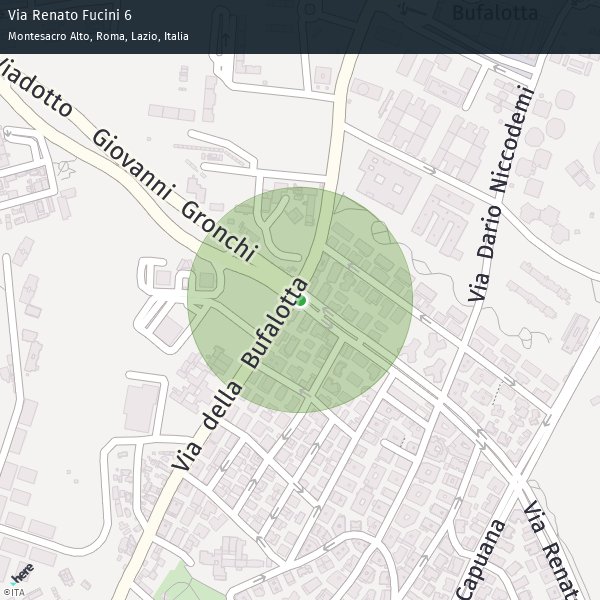 Via Renato Fucini 6
Montesacro Alto, Roma, Lazio, Italia
Bufalotta
Viadotto Giovanni Gronchi
Via Dario Niccodemi
Via della Bufalotta
Via Renat
Capuana
here
©ITA